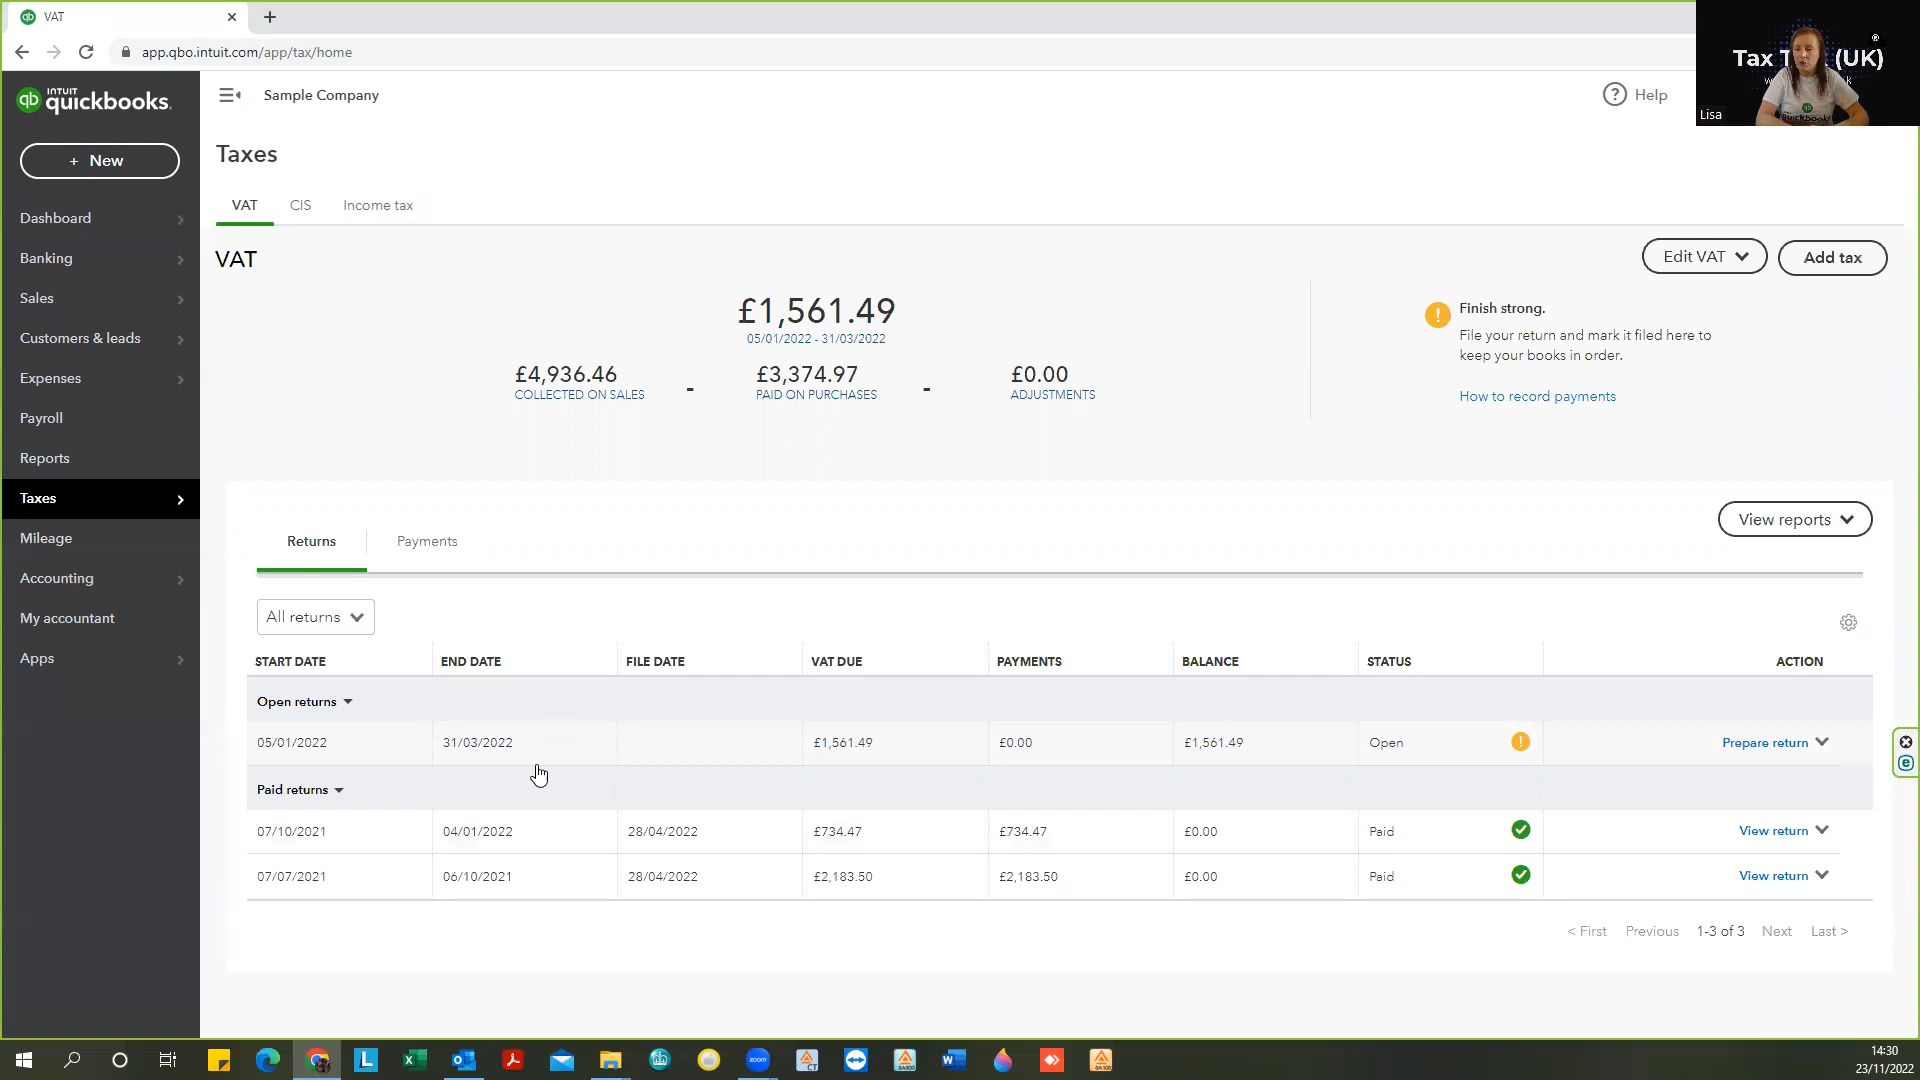 VAT
app.qbo.intuit.com/app/tax/home
INTUIT
quickbooks.
Sample Company
Help
Tax T (UK)
Lisa
+ New
Dashboard
Banking
Sales
Customers & leads
Expenses
Payroll
Reports
Taxes
Mileage
Accounting
My accountant
Apps
Taxes
VAT CIS Income tax
VAT
Edit VAT
Add tax
£1,561.49
05/01/2022 - 31/03/2022
£4,936.46 - £3,374.97 - £0.00
COLLECTED ON SALES PAID ON PURCHASES ADJUSTMENTS
Finish strong.
File your return and mark it filed here to
keep your books in order.
How to record payments
View reports
Returns Payments
All returns
START DATE END DATE FILE DATE VAT DUE PAYMENTS BALANCE STATUS ACTION
Open returns
05/01/2022 31/03/2022 £1,561.49 £0.00 £1,561.49 Open Prepare return
Paid returns
07/10/2021 04/01/2022 28/04/2022 £734.47 £734.47 £0.00 Paid View return
07/07/2021 06/10/2021 28/04/2022 £2,183.50 £2,183.50 £0.00 Paid View return
< First Previous 1-3 of 3 Next Last >
14:30
23/11/2022